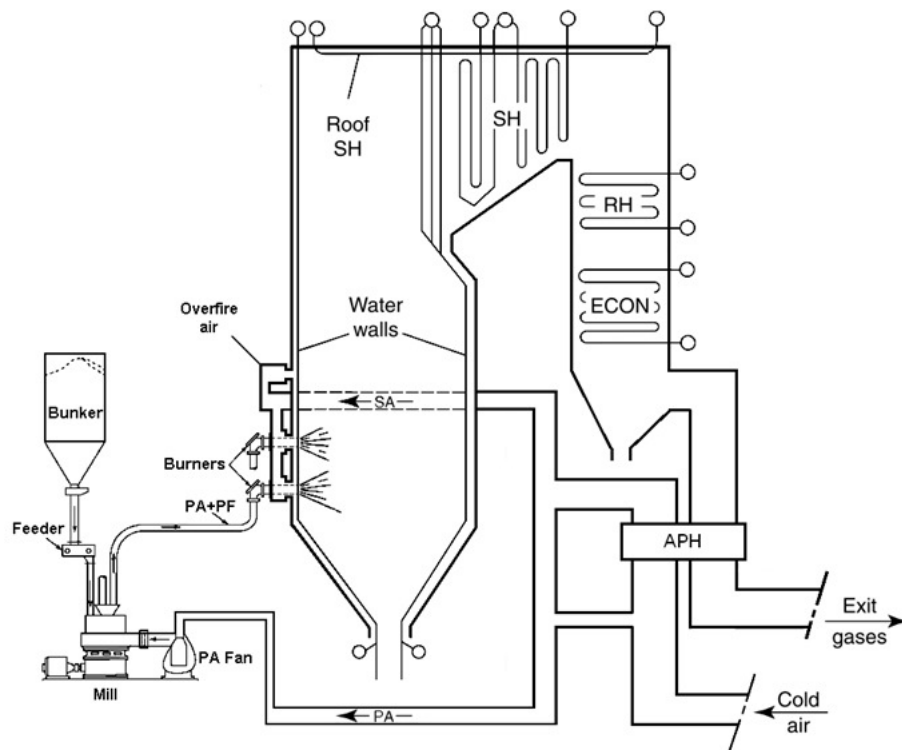 Roof
SH
SH
RH
ECON
Water
walls
Overfire
air
SA
Bunker
Burners
PA+PF
Feeder
APH
Exit
gases
PA Fan
Mill
PA
Cold
air